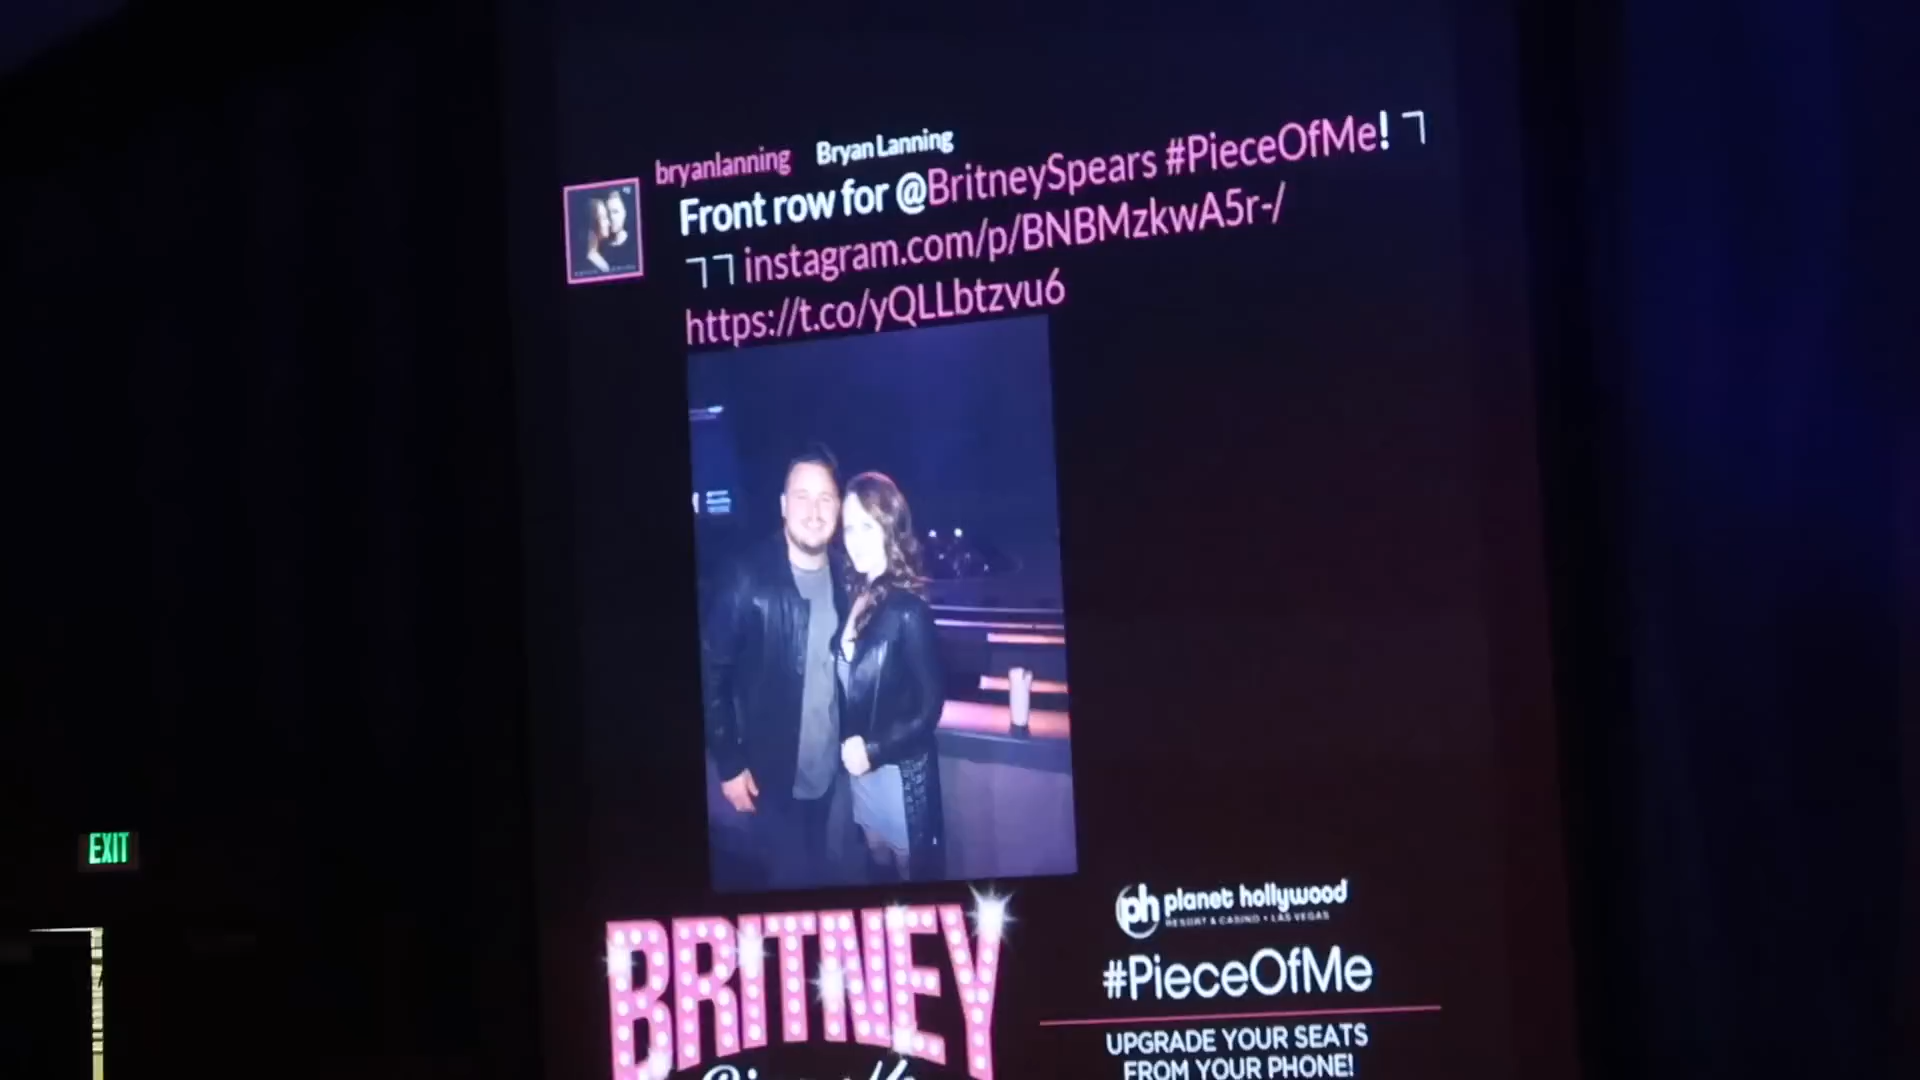 bryanlanning Bryan Lanning
Front row for @BritneySpears #PieceOfMe!
instagram.com/p/BNBMzkwA5r-/
https://t.co/yQLLbtzvu6
EXIT
BRITNEY
ph planet hollywood
RESORT & CASINO • LAS VEGAS
#PieceOfMe
UPGRADE YOUR SEATS
FROM YOUR PHONE!